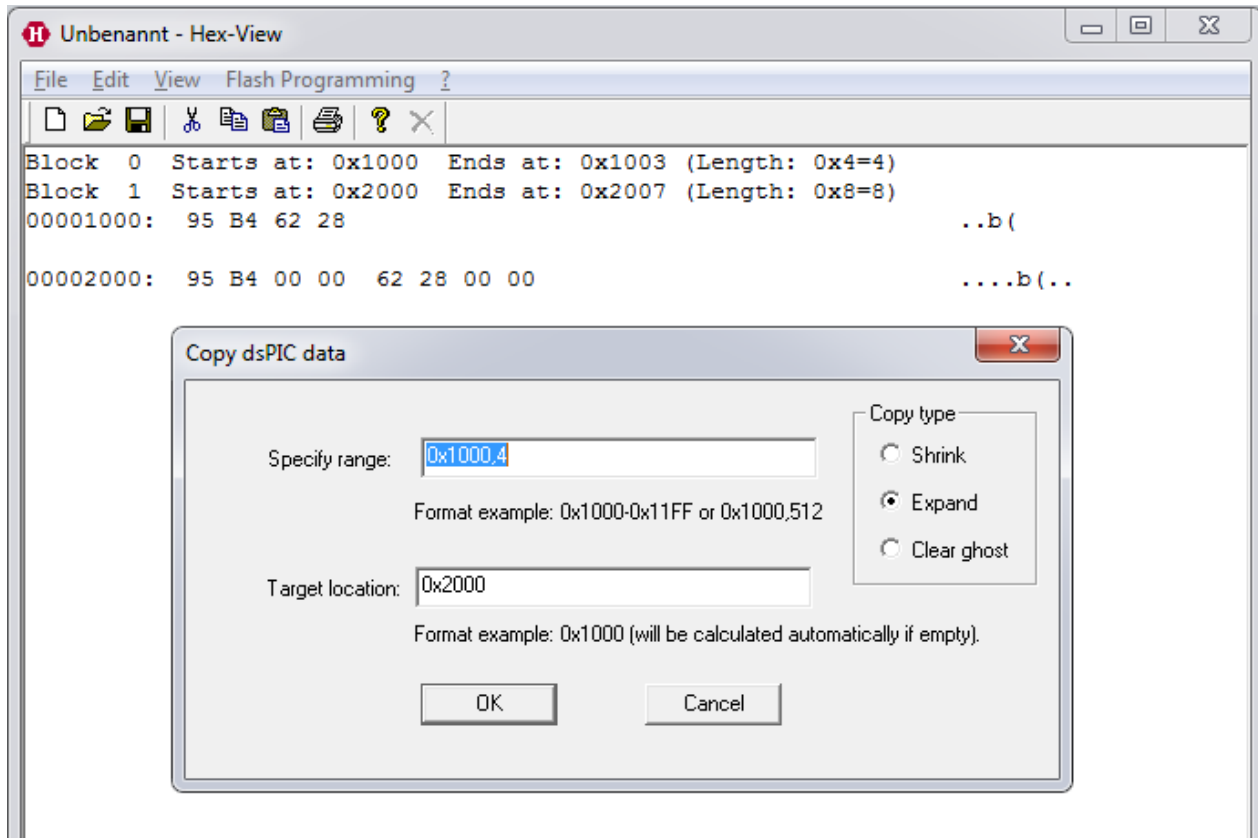 Unbenannt - Hex-View
File Edit View Flash Programming ?
Block 0 Starts at: 0x1000 Ends at: 0x1003 (Length: 0x4=4)
Block 1 Starts at: 0x2000 Ends at: 0x2007 (Length: 0x8=8)
00001000: 95 B4 62 28 ..b(
00002000: 95 B4 00 00 62 28 00 00 ....b(..
Copy dsPIC data
Copy type
Specify range: 0x1000,4
Shrink
Format example: 0x1000-0x11FF or 0x1000,512
Expand
Clear ghost
Target location: 0x2000
Format example: 0x1000 (will be calculated automatically if empty).
OK Cancel